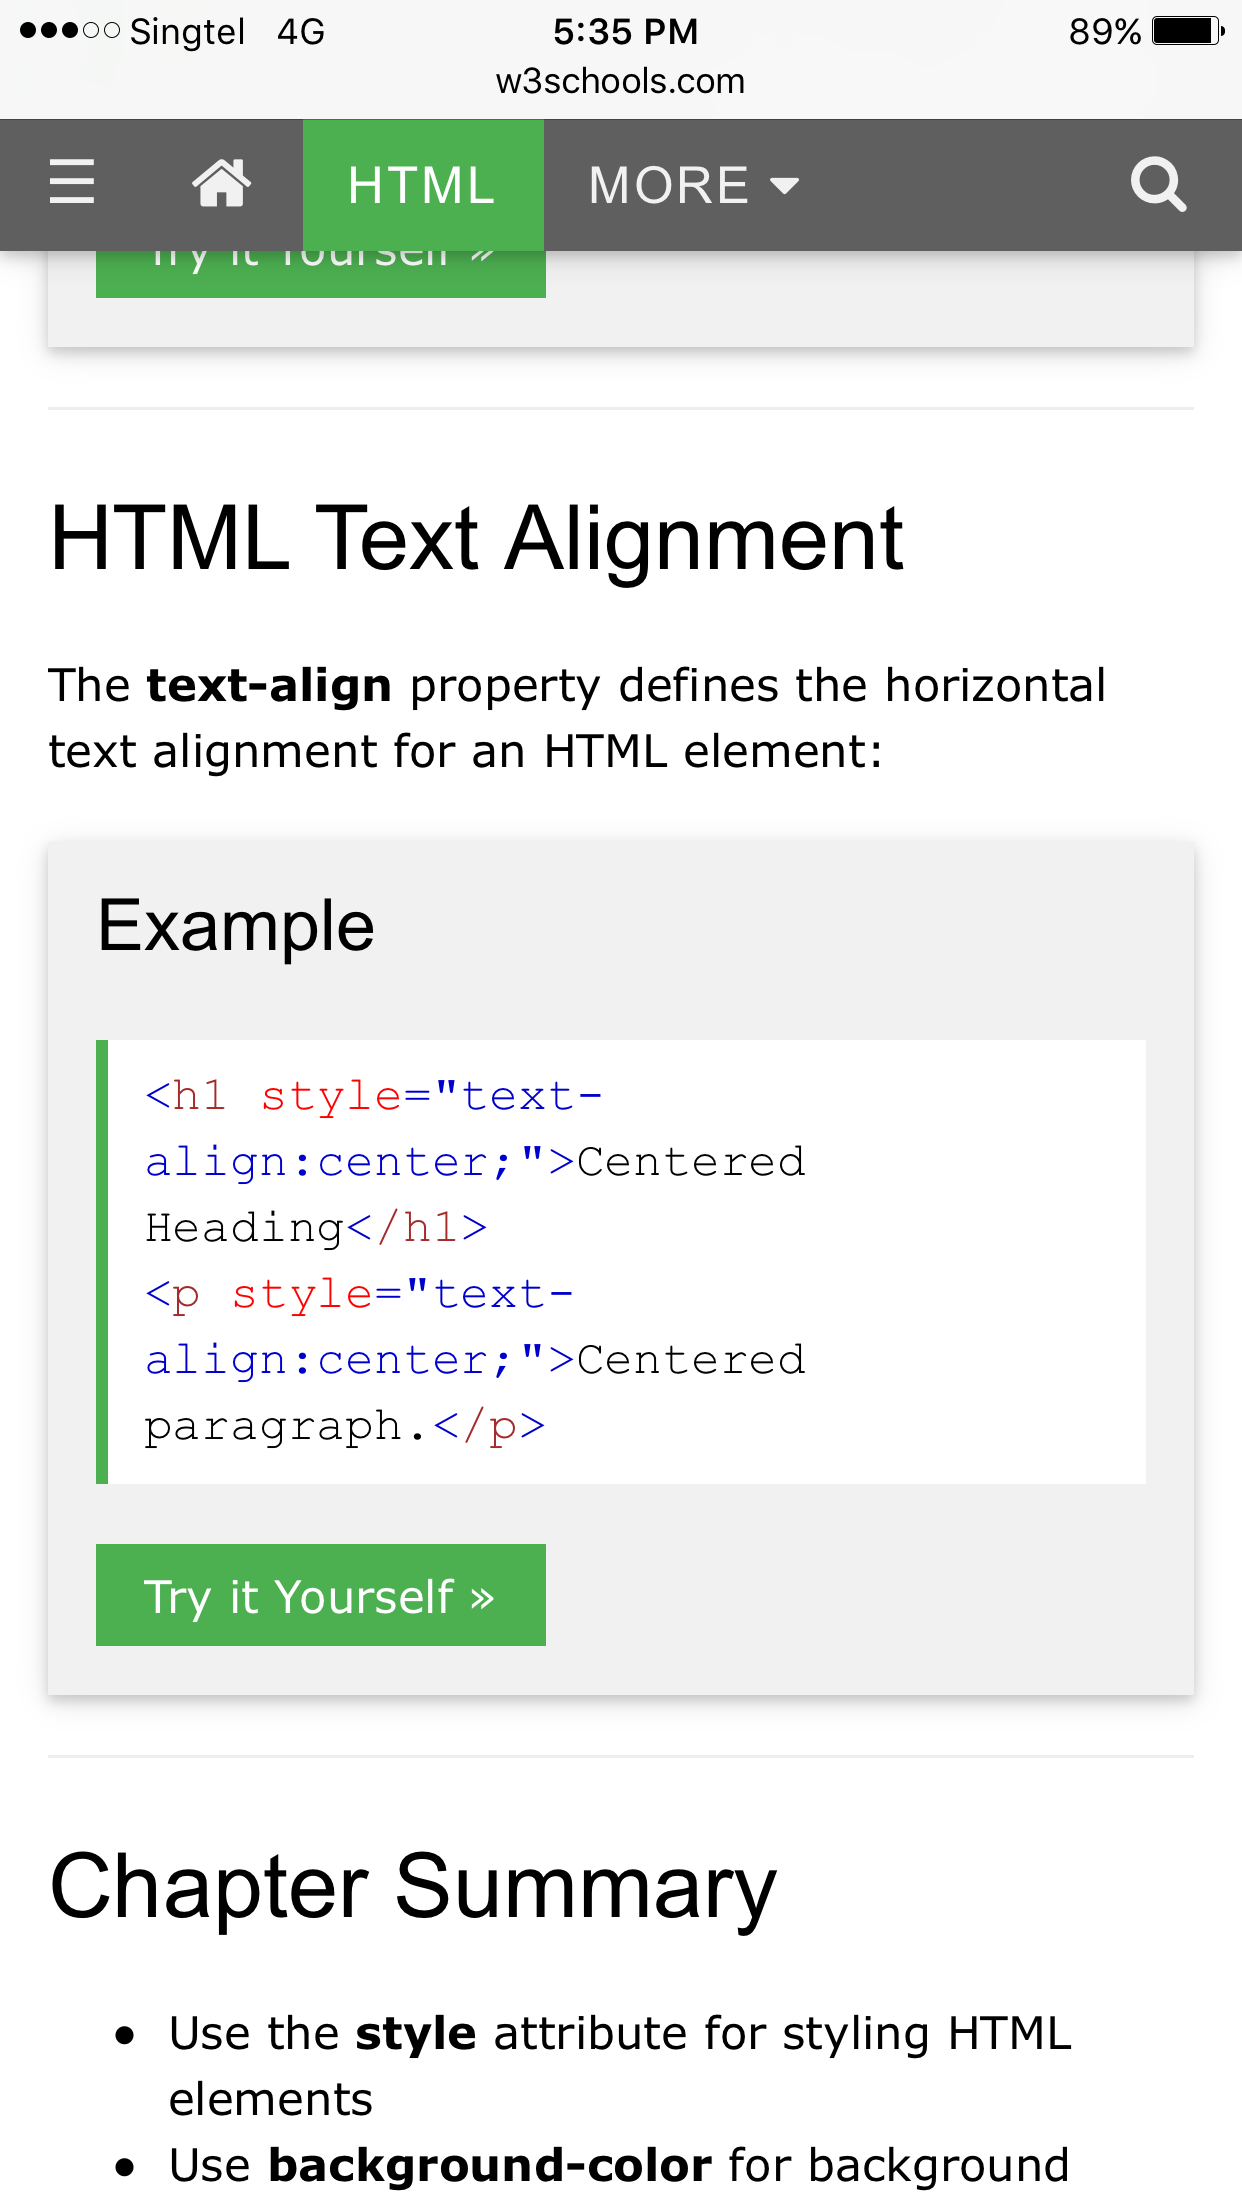 Singtel 4G 5:35 PM 89%
w3schools.com
HTML MORE
Try it Yourself »
HTML Text Alignment
The text-align property defines the horizontal
text alignment for an HTML element:
Example
<h1 style="text-
align:center;">Centered
Heading</h1>
<p style="text-
align:center;">Centered
paragraph.</p>
Try it Yourself »
Chapter Summary
• Use the style attribute for styling HTML
elements
• Use background-color for background